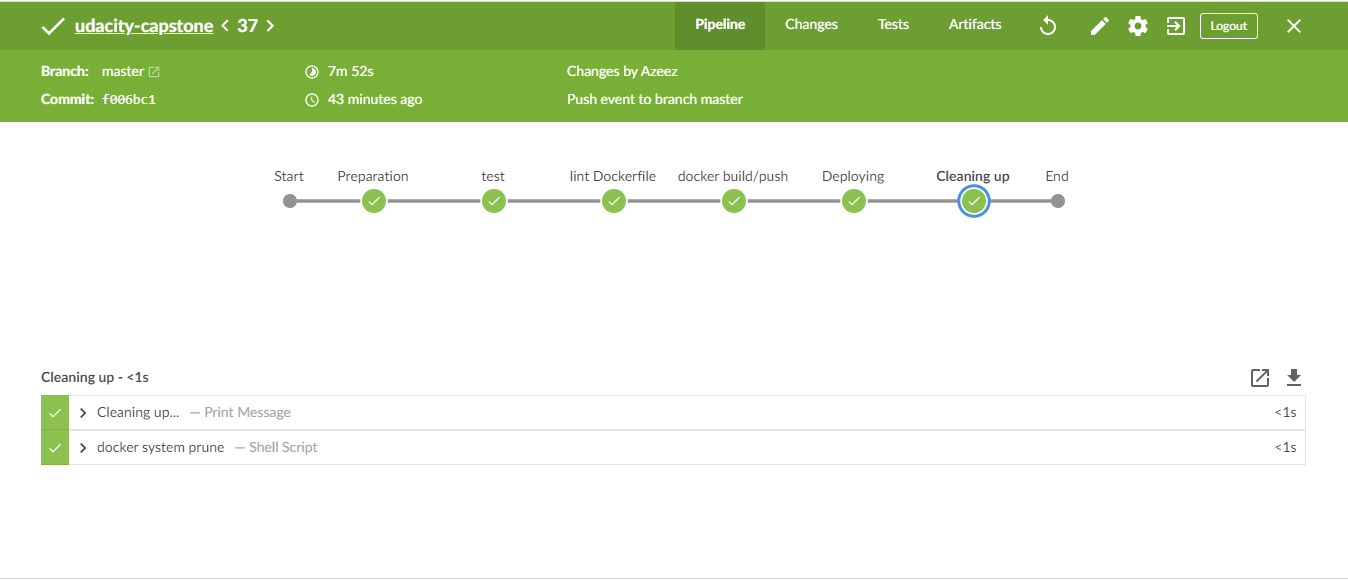 udacity-capstone < 37 > Pipeline Changes Tests Artifacts Logout
Branch: master 7m 52s Changes by Azeez
Commit: f006bc1 43 minutes ago Push event to branch master
Start Preparation test lint Dockerfile docker build/push Deploying Cleaning up End
Cleaning up - <1s
Cleaning up... — Print Message <1s
docker system prune — Shell Script <1s